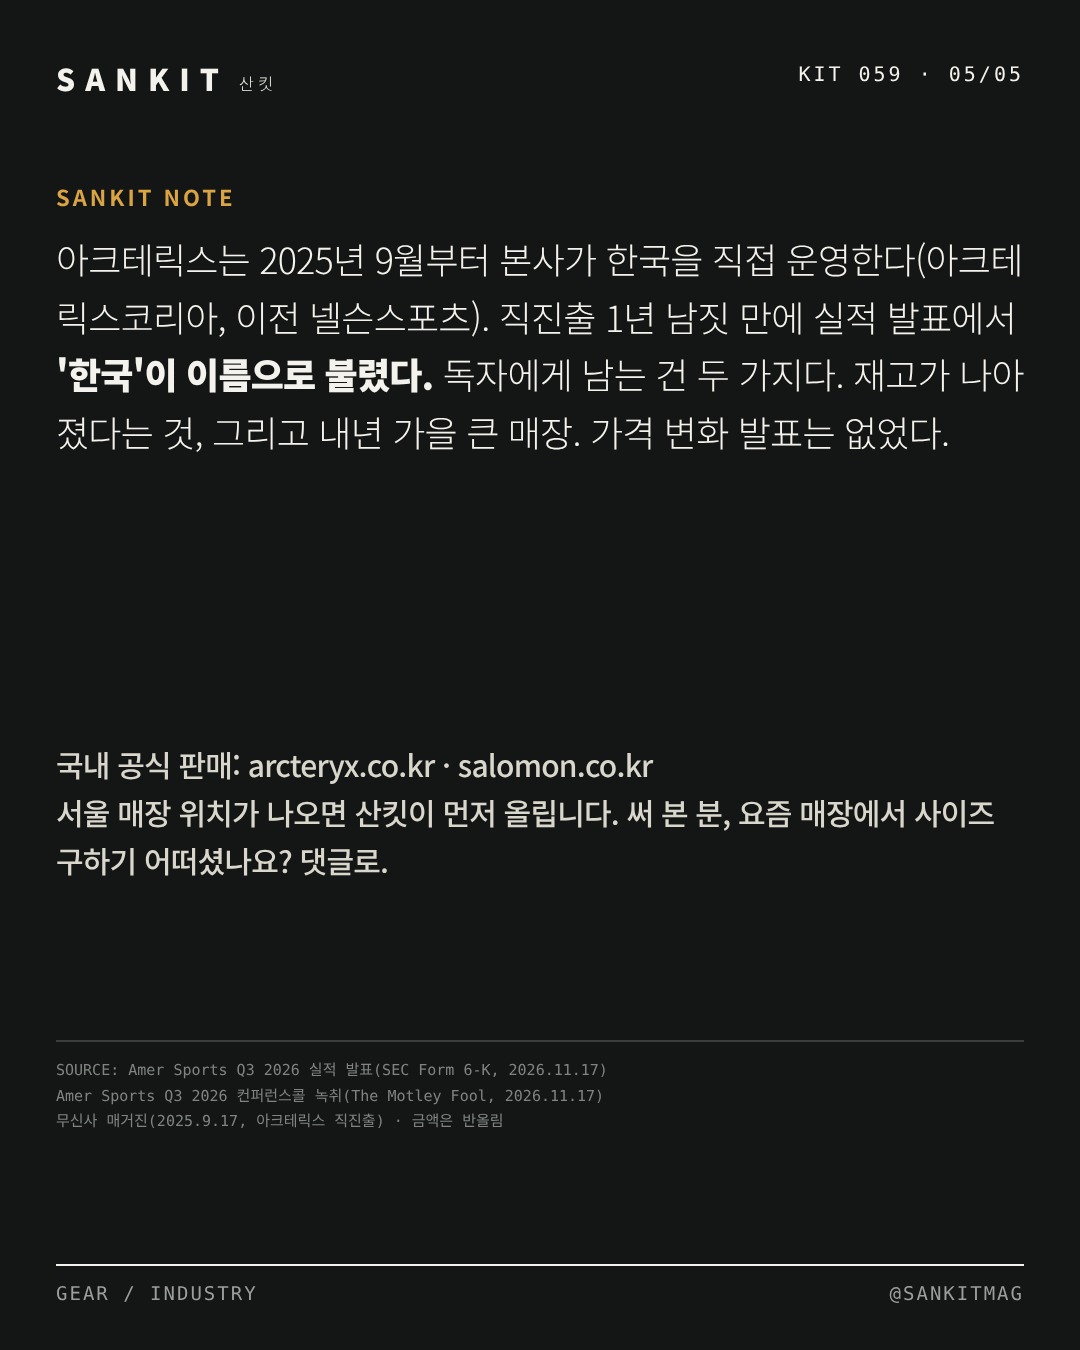 SANKIT 산킷
KIT 059 · 05/05
SANKIT NOTE
아크테릭스는 2025년 9월부터 본사가 한국을 직접 운영한다(아크테
릭스코리아, 이전 넬슨스포츠). 직진출 1년 남짓 만에 실적 발표에서
'한국'이 이름으로 불렸다. 독자에게 남는 건 두 가지다. 재고가 나아
졌다는 것, 그리고 내년 가을 큰 매장. 가격 변화 발표는 없었다.
국내 공식 판매: arcteryx.co.kr · salomon.co.kr
서울 매장 위치가 나오면 산킷이 먼저 올립니다. 써 본 분, 요즘 매장에서 사이즈
구하기 어떠셨나요? 댓글로.
SOURCE: Amer Sports Q3 2026 실적 발표(SEC Form 6-K, 2026.11.17)
Amer Sports Q3 2026 컨퍼런스콜 녹취(The Motley Fool, 2026.11.17)
무신사 매거진(2025.9.17, 아크테릭스 직진출) · 금액은 반올림
GEAR / INDUSTRY
@SANKITMAG